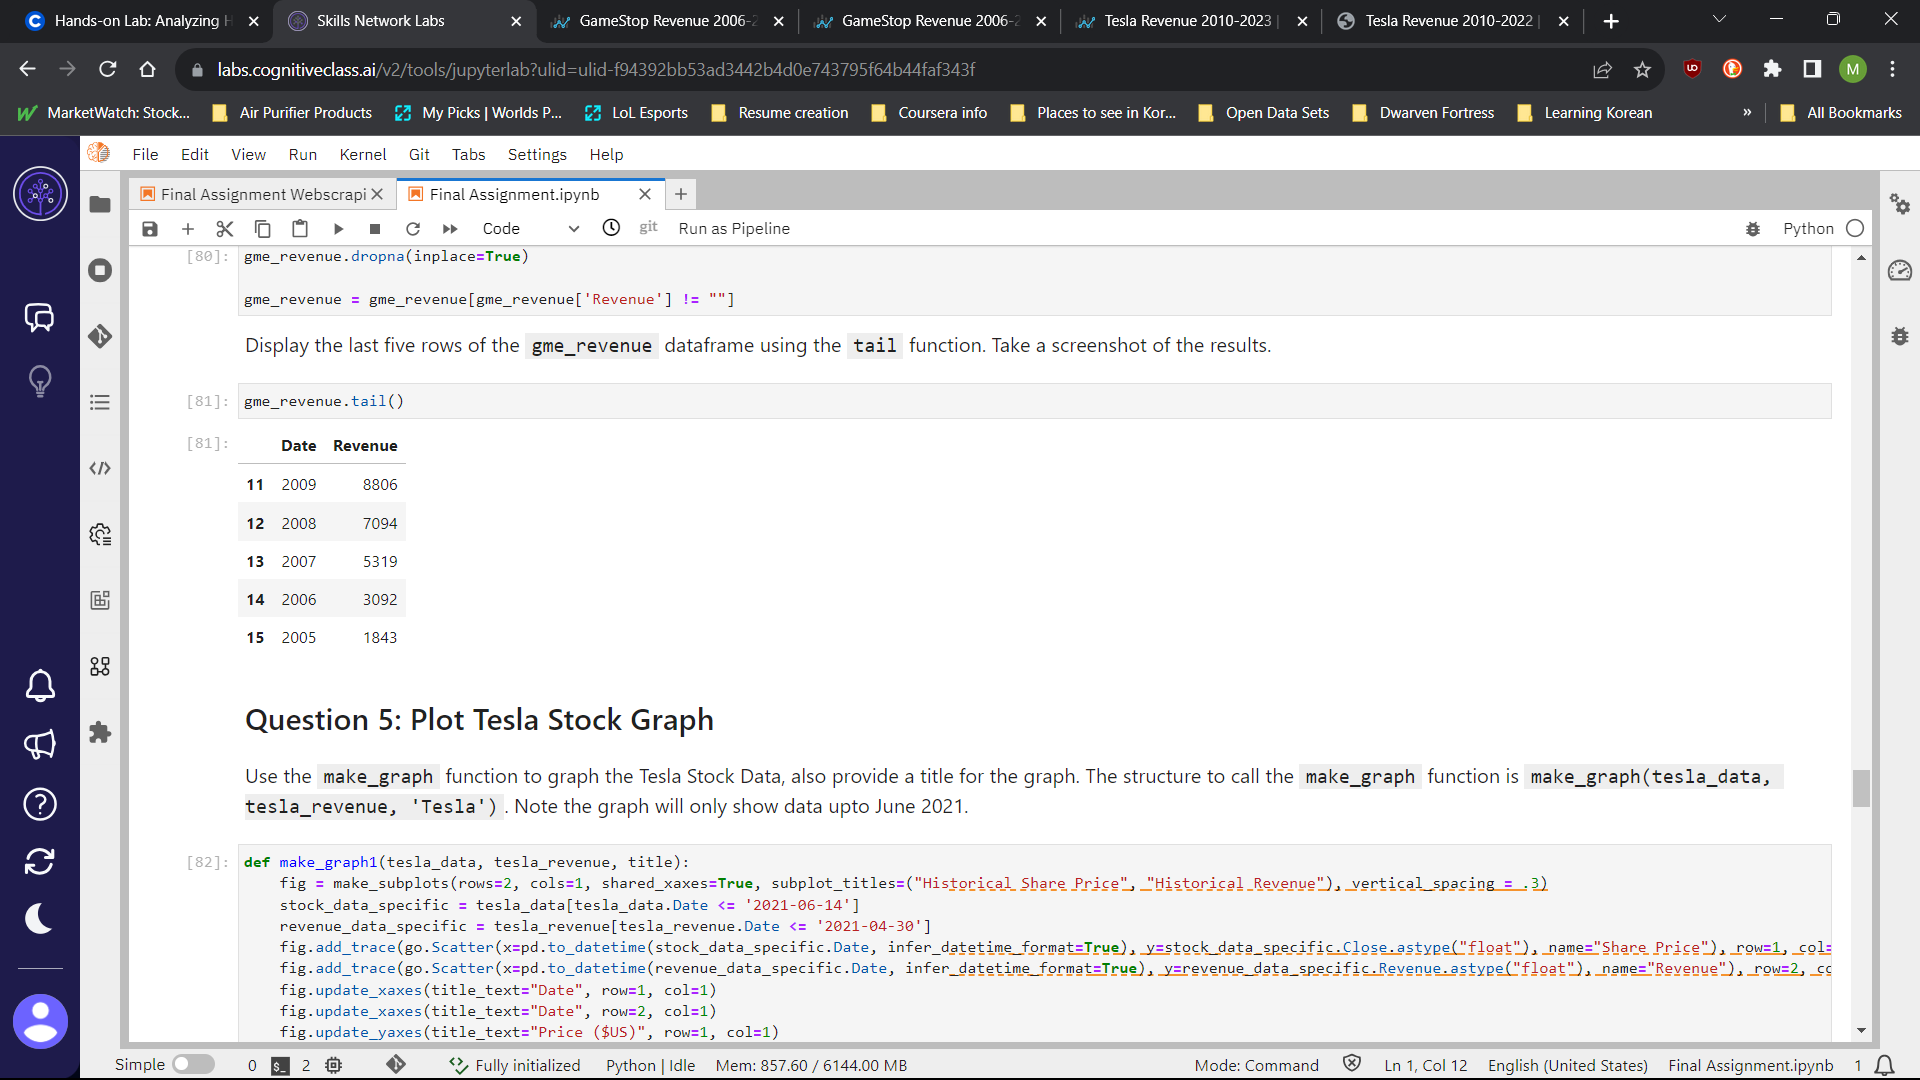 Hands-on Lab: Analyzing H
Skills Network Labs
GameStop Revenue 2006-2
GameStop Revenue 2006-2
Tesla Revenue 2010-2023 |
Tesla Revenue 2010-2022 |
labs.cognitiveclass.ai/v2/tools/jupyterlab?ulid=ulid-f94392bb53ad3442b4d0e743795f64b44faf343f
M
MarketWatch: Stock...
Air Purifier Products
My Picks | Worlds P...
LoL Esports
Resume creation
Coursera info
Places to see in Kor...
Open Data Sets
Dwarven Fortress
Learning Korean
»
All Bookmarks
File Edit View Run Kernel Git Tabs Settings Help
Final Assignment Webscrapi
Final Assignment.ipynb
Code
git
Run as Pipeline
Python
[80]: gme_revenue.dropna(inplace=True)
gme_revenue = gme_revenue[gme_revenue['Revenue'] != ""]
Display the last five rows of the gme_revenue dataframe using the tail function. Take a screenshot of the results.
[81]: gme_revenue.tail()
[81]: Date Revenue
11 2009 8806
12 2008 7094
13 2007 5319
14 2006 3092
15 2005 1843
Question 5: Plot Tesla Stock Graph
Use the make_graph function to graph the Tesla Stock Data, also provide a title for the graph. The structure to call the make_graph function is make_graph(tesla_data,
tesla_revenue, 'Tesla') . Note the graph will only show data upto June 2021.
[82]: def make_graph1(tesla_data, tesla_revenue, title):
fig = make_subplots(rows=2, cols=1, shared_xaxes=True, subplot_titles=("Historical Share Price", "Historical Revenue"), vertical_spacing = .3)
stock_data_specific = tesla_data[tesla_data.Date <= '2021-06-14']
revenue_data_specific = tesla_revenue[tesla_revenue.Date <= '2021-04-30']
fig.add_trace(go.Scatter(x=pd.to_datetime(stock_data_specific.Date, infer_datetime_format=True), y=stock_data_specific.Close.astype("float"), name="Share Price"), row=1, col=
fig.add_trace(go.Scatter(x=pd.to_datetime(revenue_data_specific.Date, infer_datetime_format=True), y=revenue_data_specific.Revenue.astype("float"), name="Revenue"), row=2, co
fig.update_xaxes(title_text="Date", row=1, col=1)
fig.update_xaxes(title_text="Date", row=2, col=1)
fig.update_yaxes(title_text="Price ($US)", row=1, col=1)
Simple 0 2 Fully initialized Python | Idle Mem: 857.60 / 6144.00 MB Mode: Command Ln 1, Col 12 English (United States) Final Assignment.ipynb 1